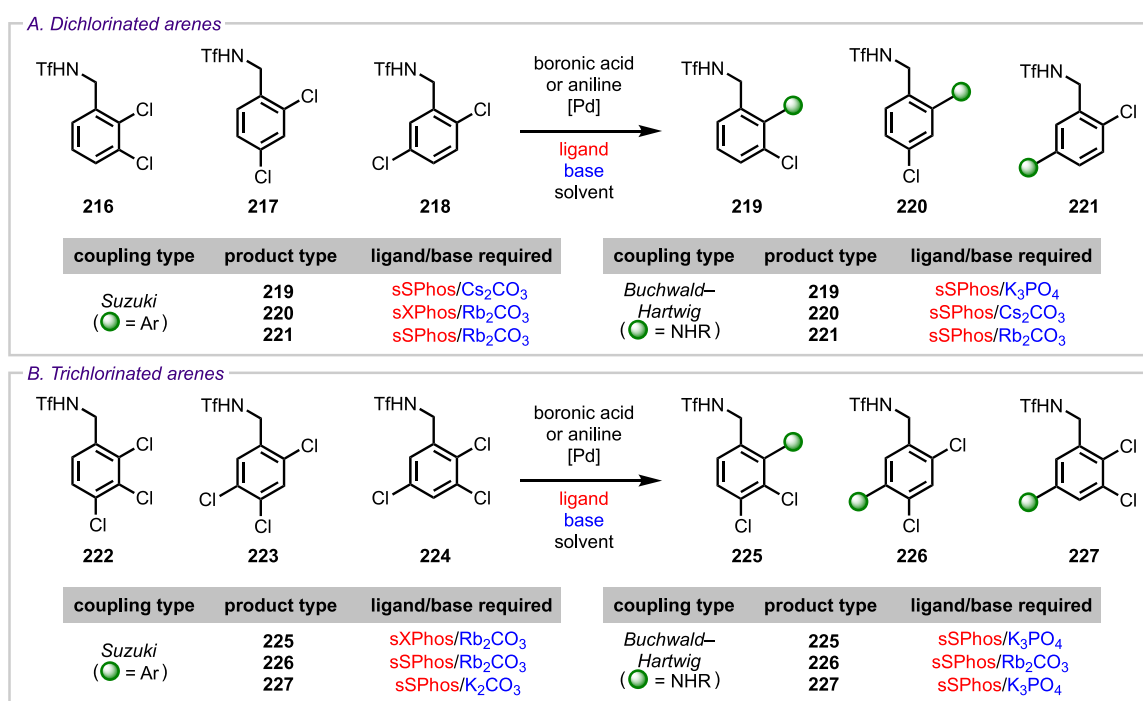 A. Dichlorinated arenes
TfHN
Cl
Cl
216
TfHN
Cl
Cl
217
TfHN
Cl
Cl
218
boronic acid
or aniline
[Pd]
ligand
base
solvent
TfHN
Cl
219
TfHN
Cl
220
TfHN
Cl
221
coupling type product type ligand/base required
Suzuki
( = Ar)
219 sSPhos/Cs₂CO₃
220 sXPhos/Rb₂CO₃
221 sSPhos/Rb₂CO₃
coupling type product type ligand/base required
Buchwald–
Hartwig
( = NHR)
219 sSPhos/K₃PO₄
220 sSPhos/Cs₂CO₃
221 sSPhos/Rb₂CO₃
B. Trichlorinated arenes
TfHN
Cl
Cl
Cl
222
TfHN
Cl
Cl
Cl
223
TfHN
Cl
Cl
Cl
224
boronic acid
or aniline
[Pd]
ligand
base
solvent
TfHN
Cl
Cl
225
TfHN
Cl
Cl
226
TfHN
Cl
Cl
227
coupling type product type ligand/base required
Suzuki
( = Ar)
225 sXPhos/Rb₂CO₃
226 sSPhos/Rb₂CO₃
227 sSPhos/K₂CO₃
coupling type product type ligand/base required
Buchwald–
Hartwig
( = NHR)
225 sSPhos/K₃PO₄
226 sSPhos/Rb₂CO₃
227 sSPhos/K₃PO₄